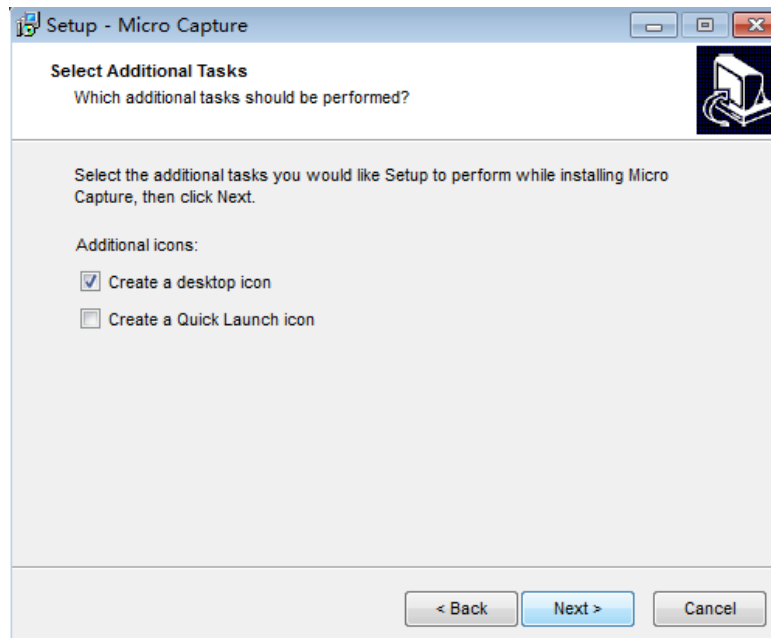 Setup - Micro Capture
Select Additional Tasks
Which additional tasks should be performed?
Select the additional tasks you would like Setup to perform while installing Micro
Capture, then click Next.
Additional icons:
Create a desktop icon
Create a Quick Launch icon
< Back Next > Cancel